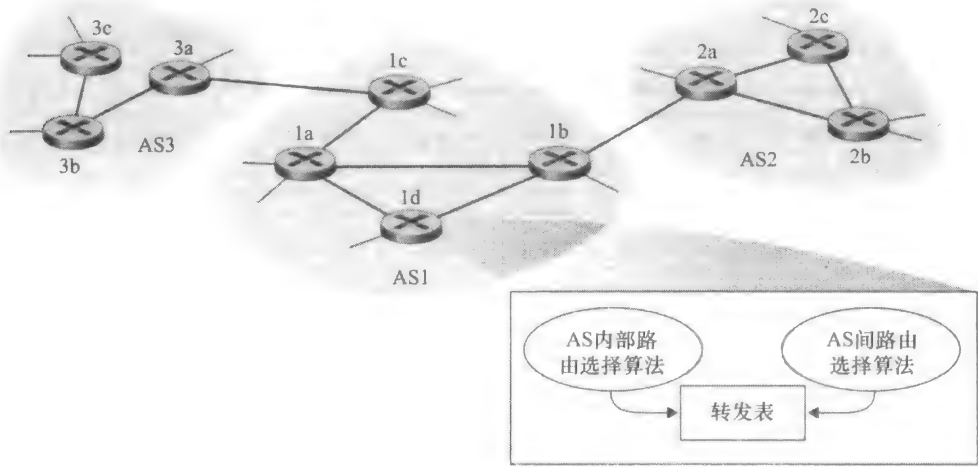 3c
3a
1c
2a
2c
3b
AS3
1a
1b
AS2
2b
1d
AS1
AS内部路
由选择算法
AS间路由
选择算法
转发表